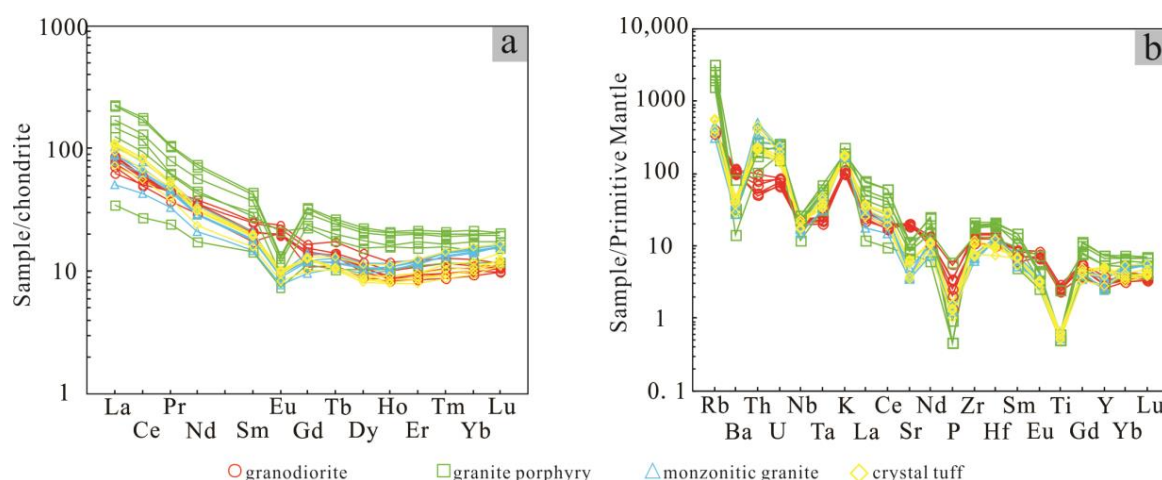 1000
100
10
1
Sample/chondrite
a
La Pr Eu Tb Ho Tm Lu
Ce Nd Sm Gd Dy Er Yb
10,000
1000
100
10
1
0. 1
Sample/Primitive Mantle
b
Rb Th Nb K Ce Nd Zr Sm Ti Y Lu
Ba U Ta La Sr P Hf Eu Gd Yb
granodiorite granite porphyry monzonitic granite crystal tuff